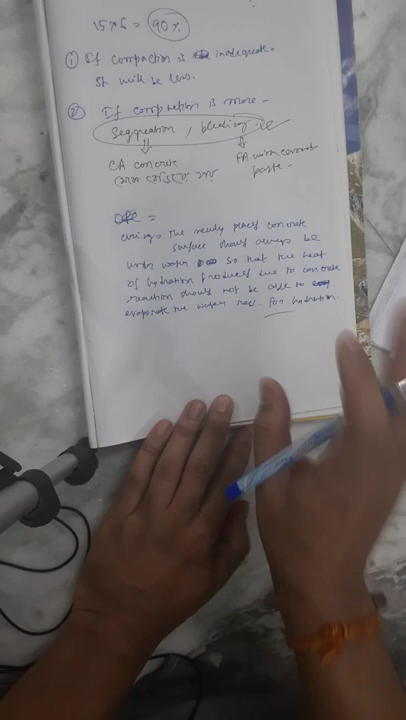 15×6 = 90%
① If compaction is inadequate.
St will be less.
② If compaction is more -
Segregation, bleeding.
CA concrete
FA with cement
paste.
curing → the newly placed concrete
surface should always be
under water so that the heat
of hydration produced due to concrete
reaction should not be able to
evaporate the water req. for hydration.